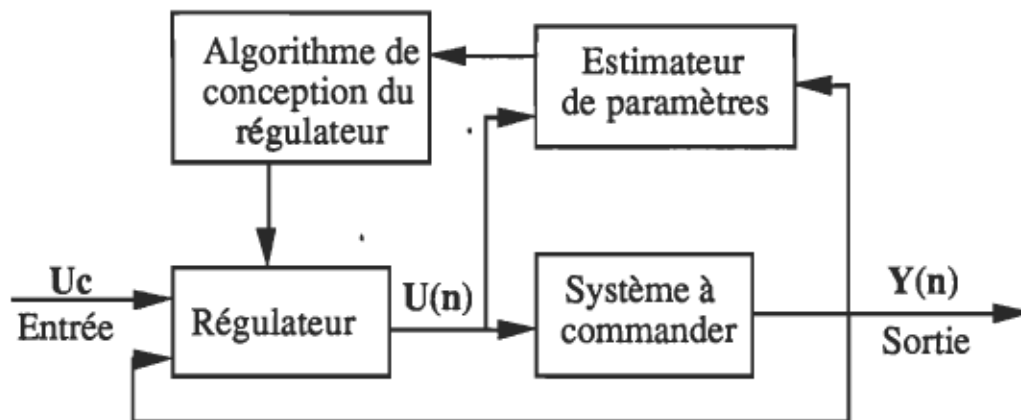 Algorithme de
conception du
régulateur
Estimateur
de paramètres
Uc
Entrée
Régulateur
U(n)
Système à
commander
Y(n)
Sortie